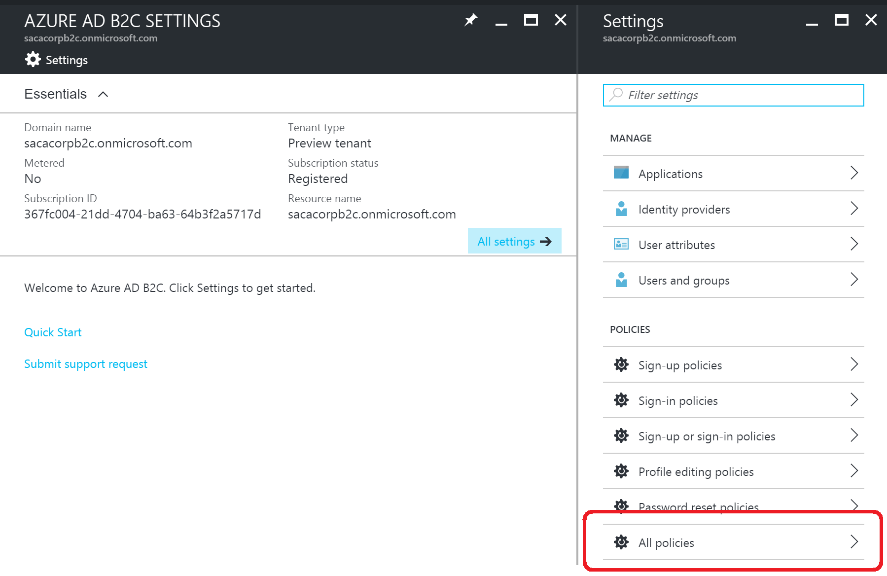 AZURE AD B2C SETTINGS
sacacorpb2c.onmicrosoft.com
Settings
Essentials
Domain name
sacacorpb2c.onmicrosoft.com
Metered
No
Subscription ID
367fc004-21dd-4704-ba63-64b3f2a5717d
Tenant type
Preview tenant
Subscription status
Registered
Resource name
sacacorpb2c.onmicrosoft.com
All settings
Welcome to Azure AD B2C. Click Settings to get started.
Quick Start
Submit support request
Settings
sacacorpb2c.onmicrosoft.com
Filter settings
MANAGE
Applications
Identity providers
User attributes
Users and groups
POLICIES
Sign-up policies
Sign-in policies
Sign-up or sign-in policies
Profile editing policies
Password reset policies
All policies